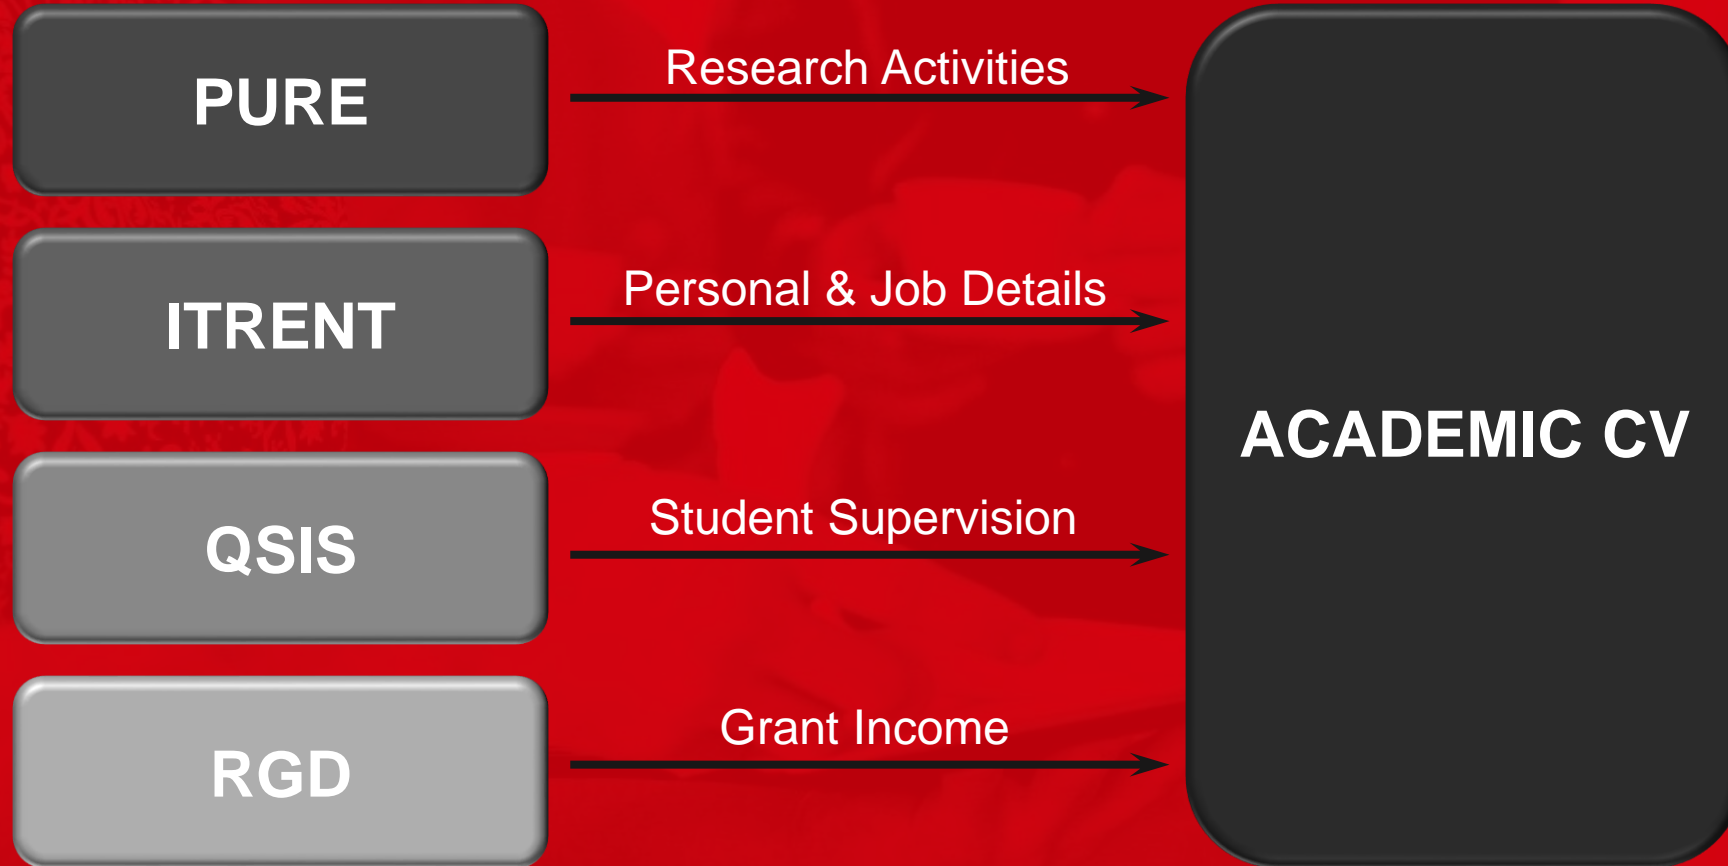 PURE
Research Activities
ITRENT
Personal & Job Details
ACADEMIC CV
QSIS
Student Supervision
RGD
Grant Income